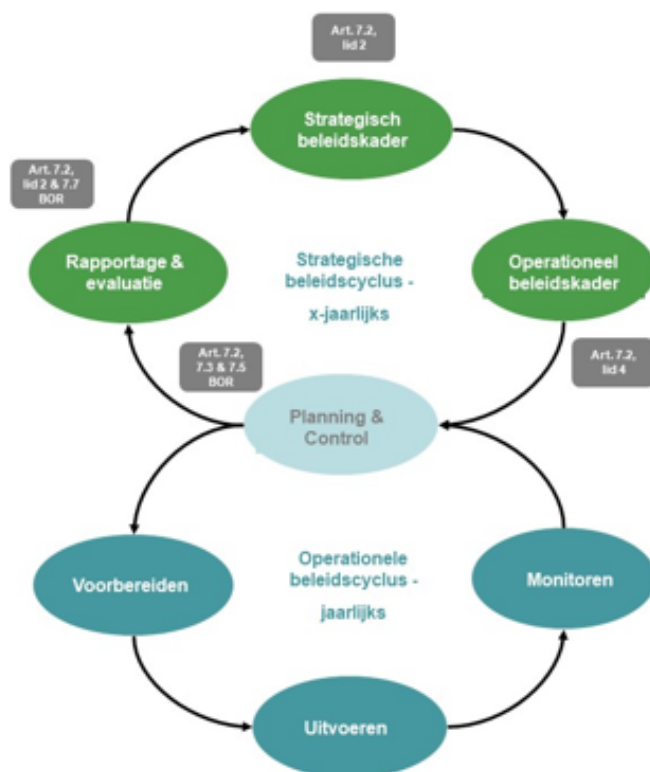 Art. 7.2,
lid 2
Strategisch
beleidskader
Art. 7.2,
lid 2 & 7.7
BOR
Rapportage &
evaluatie
Strategische
beleidscyclus -
x-jaarlijks
Operationeel
beleidskader
Art. 7.2,
7.3 & 7.5
BOR
Art. 7.2,
lid 4
Planning &
Control
Voorbereiden
Operationele
beleidscyclus -
jaarlijks
Monitoren
Uitvoeren